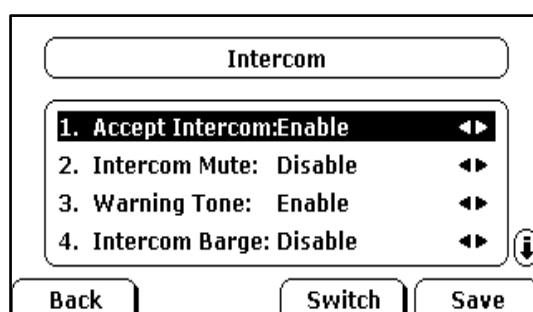 Intercom
1. Accept Intercom:Enable
2. Intercom Mute: Disable
3. Warning Tone: Enable
4. Intercom Barge: Disable
Back Switch Save